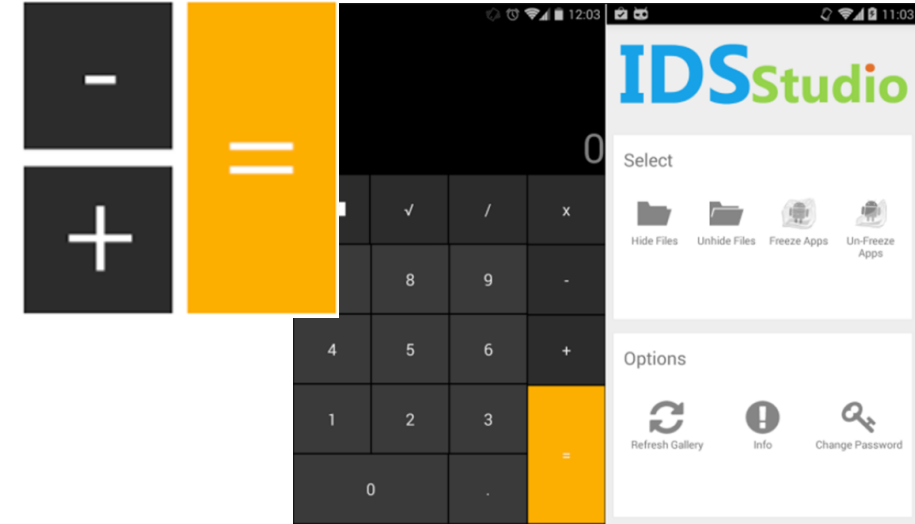 -
+
=
12:03
0
√
/
x
8
9
-
4
5
6
+
1
2
3
=
0
.
11:03
IDSStudio
Select
Hide Files
Unhide Files
Freeze Apps
Un-Freeze
Apps
Options
Refresh Gallery
Info
Change Password